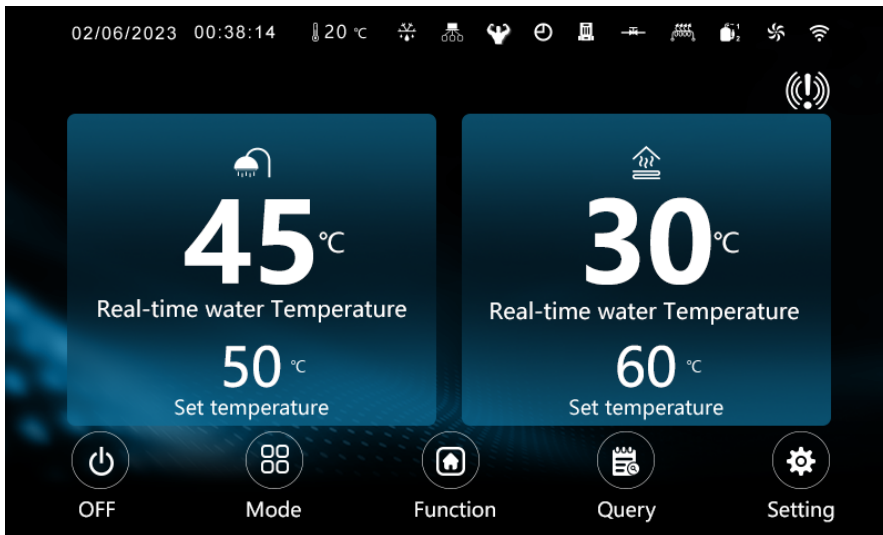 02/06/2023 00:38:14 20 ℃
45℃ 30℃
Real-time water Temperature Real-time water Temperature
50 ℃ 60 ℃
Set temperature Set temperature
OFF Mode Function Query Setting